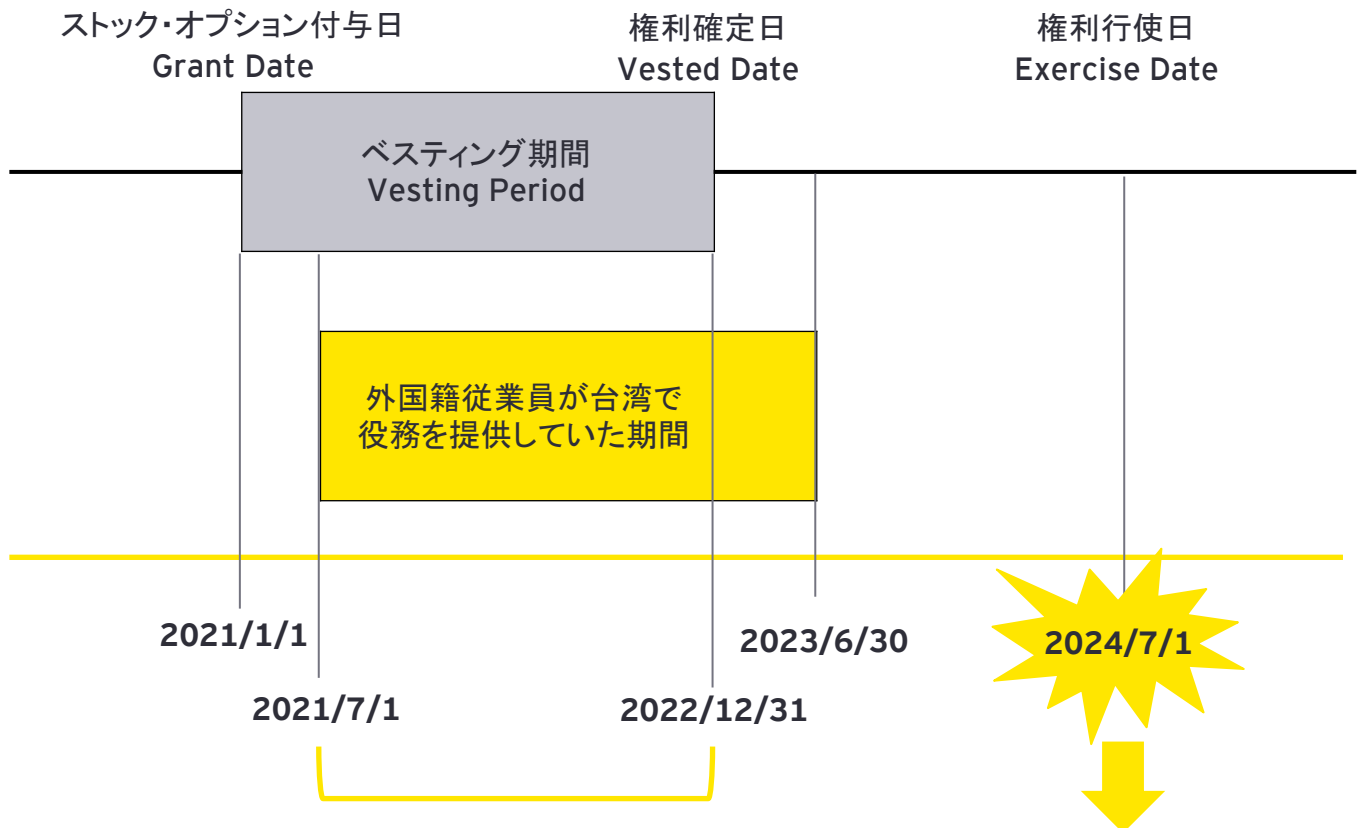 ストック・オプション付与日
Grant Date
権利確定日
Vested Date
権利行使日
Exercise Date
ベスティング期間
Vesting Period
外国籍従業員が台湾で
役務を提供していた期間
2021/1/1
2023/6/30
2024/7/1
2021/7/1
2022/12/31